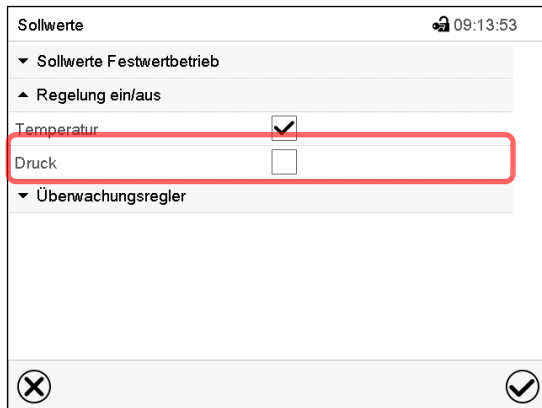 Sollwerte 09:13:53
Sollwerte Festwertbetrieb
Regelung ein/aus
Temperatur
Druck
Überwachungsregler